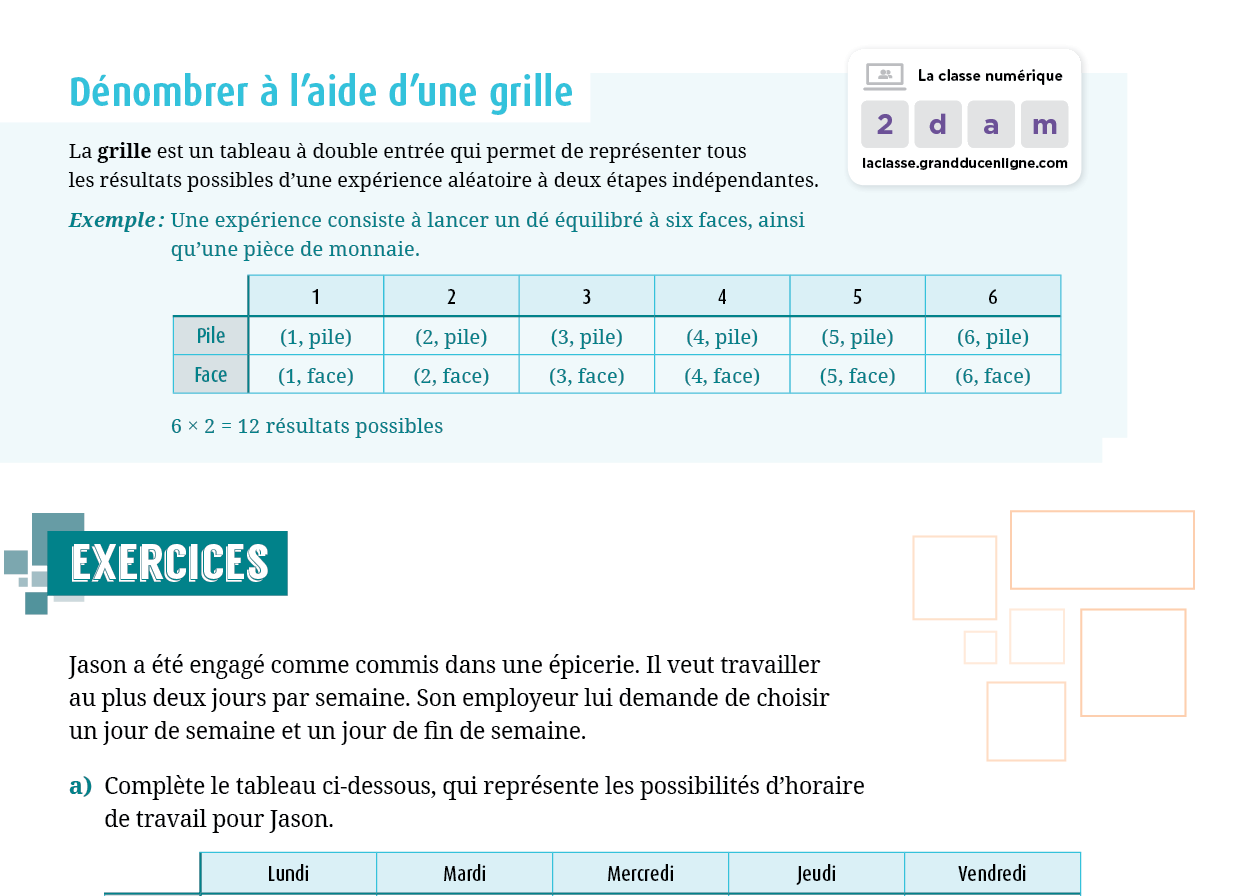 Dénombrer à l’aide d’une grille
La classe numérique
2 d a m
laclasse.grandducenligne.com
La grille est un tableau à double entrée qui permet de représenter tous
les résultats possibles d’une expérience aléatoire à deux étapes indépendantes.
Exemple : Une expérience consiste à lancer un dé équilibré à six faces, ainsi
qu’une pièce de monnaie.
1 2 3 4 5 6
Pile (1, pile) (2, pile) (3, pile) (4, pile) (5, pile) (6, pile)
Face (1, face) (2, face) (3, face) (4, face) (5, face) (6, face)
6 × 2 = 12 résultats possibles
EXERCICES
Jason a été engagé comme commis dans une épicerie. Il veut travailler
au plus deux jours par semaine. Son employeur lui demande de choisir
un jour de semaine et un jour de fin de semaine.
a) Complète le tableau ci-dessous, qui représente les possibilités d’horaire
de travail pour Jason.
Lundi Mardi Mercredi Jeudi Vendredi